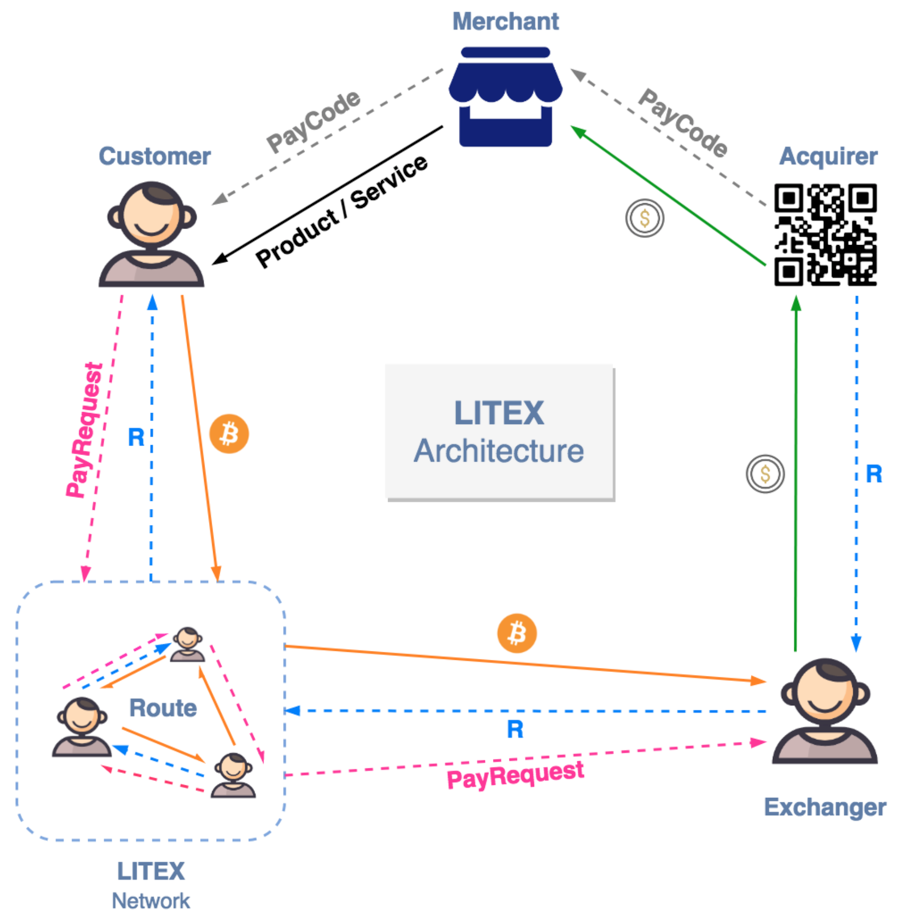 Merchant
PayCode
PayCode
Customer
Acquirer
Product / Service
$
PayRequest
R
₿
LITEX
Architecture
$
R
₿
Route
R
PayRequest
Exchanger
LITEX
Network